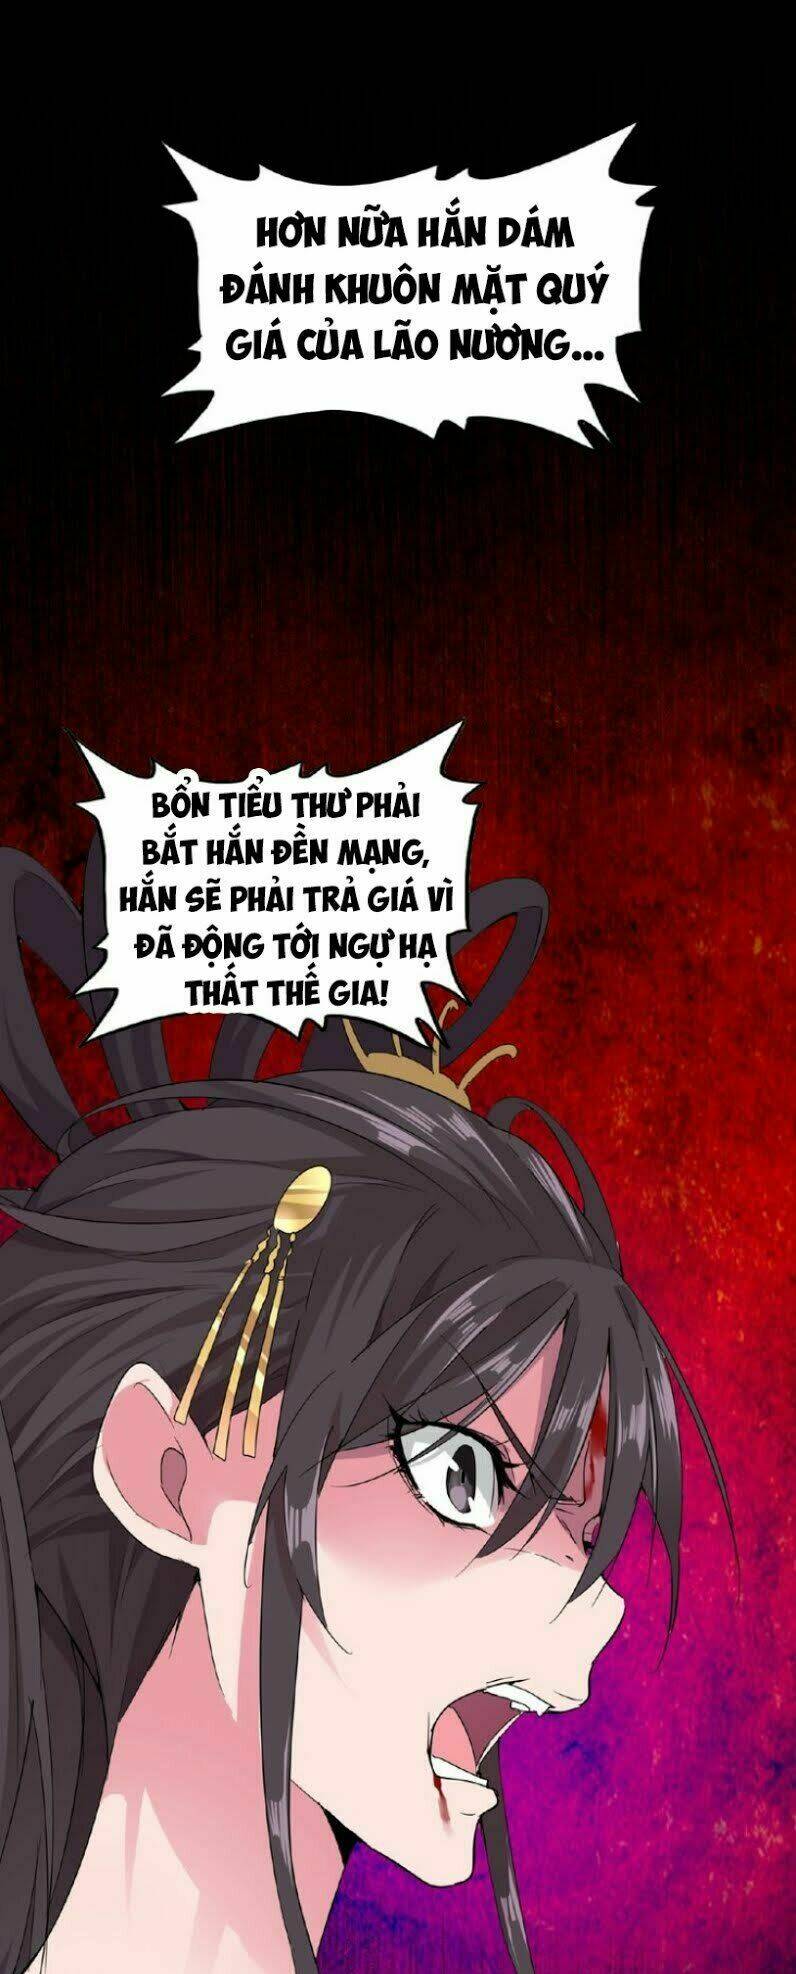 HƠN NỮA HẮN DÁM
ĐÁNH KHUÔN MẶT QUÝ
GIÁ CỦA LÃO NƯƠNG...
BỔN TIỂU THƯ PHẢI
BẮT HẮN ĐỀN MẠNG,
HẮN SẼ PHẢI TRẢ GIÁ VÌ
ĐÃ ĐỘNG TỚI NGỰ HẠ
THẤT THẾ GIA!